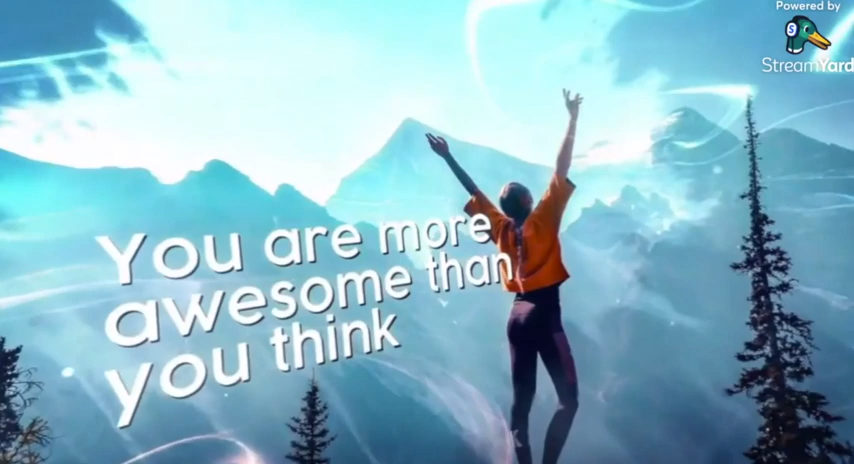 Powered by
StreamYard
You are more
awesome than
you think